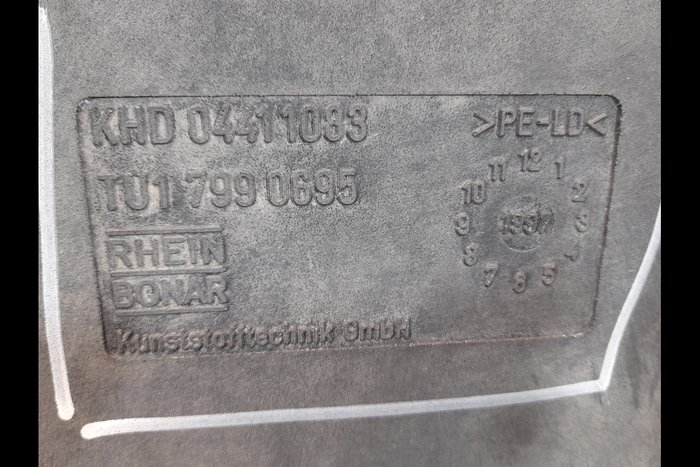 KHD 04411083
>PE-LD<
TU1 799 0695
RHEIN
BONAR
Kunststofftechnik GmbH
12
1
2
3
4
5
6
7
8
9
10
11
1997